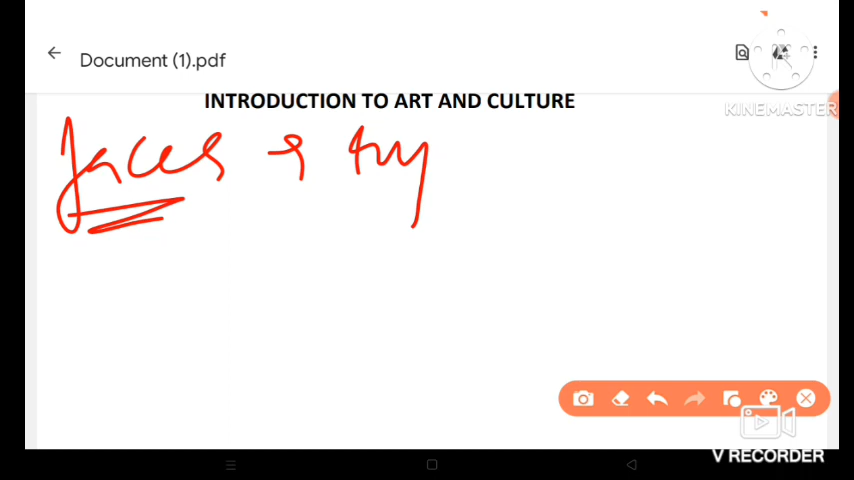 Document (1).pdf
KINEMASTER
INTRODUCTION TO ART AND CULTURE
V RECORDER